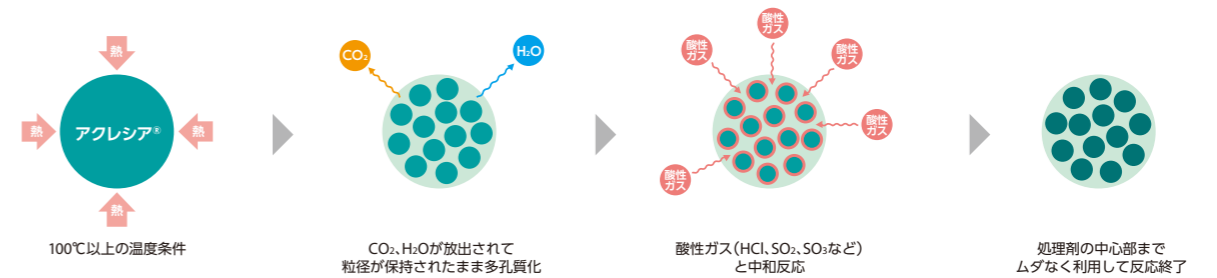 熱
熱
アクレシア®
熱
熱
100℃以上の温度条件
CO₂
H₂O
CO₂、H₂Oが放出されて
粒径が保持されたまま多孔質化
酸性
ガス
酸性
ガス
酸性
ガス
酸性
ガス
酸性
ガス
酸性ガス(HCl、SO₂、SO₃など)
と中和反応
処理剤の中心部まで
ムダなく利用して反応終了